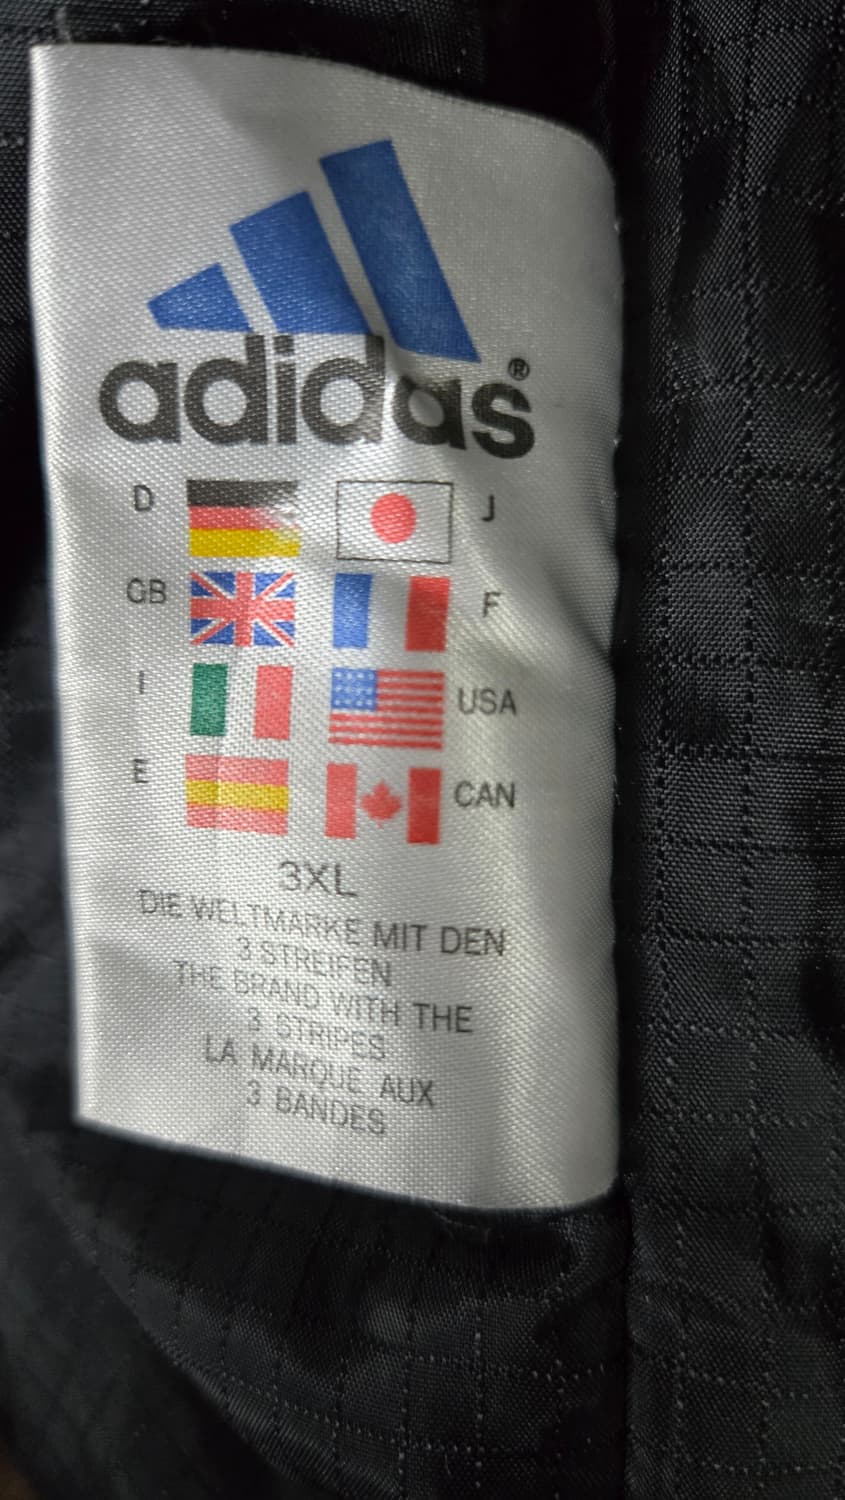 adidas®
D J
GB F
I USA
E CAN
3XL
DIE WELTMARKE MIT DEN
3 STREIFEN
THE BRAND WITH THE
3 STRIPES
LA MARQUE AUX
3 BANDES